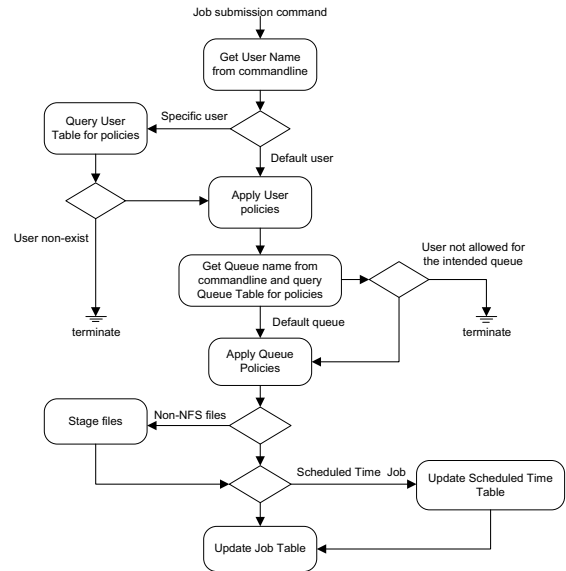 Job submission command
Get User Name
from commandline
Specific user
Query User
Table for policies
Default user
Apply User
policies
User non-exist
User not allowed for
the intended queue
Get Queue name from
commandline and query
Queue Table for policies
terminate
Default queue
terminate
Apply Queue
Policies
Non-NFS files
Stage files
Scheduled Time Job
Update Scheduled Time
Table
Update Job Table